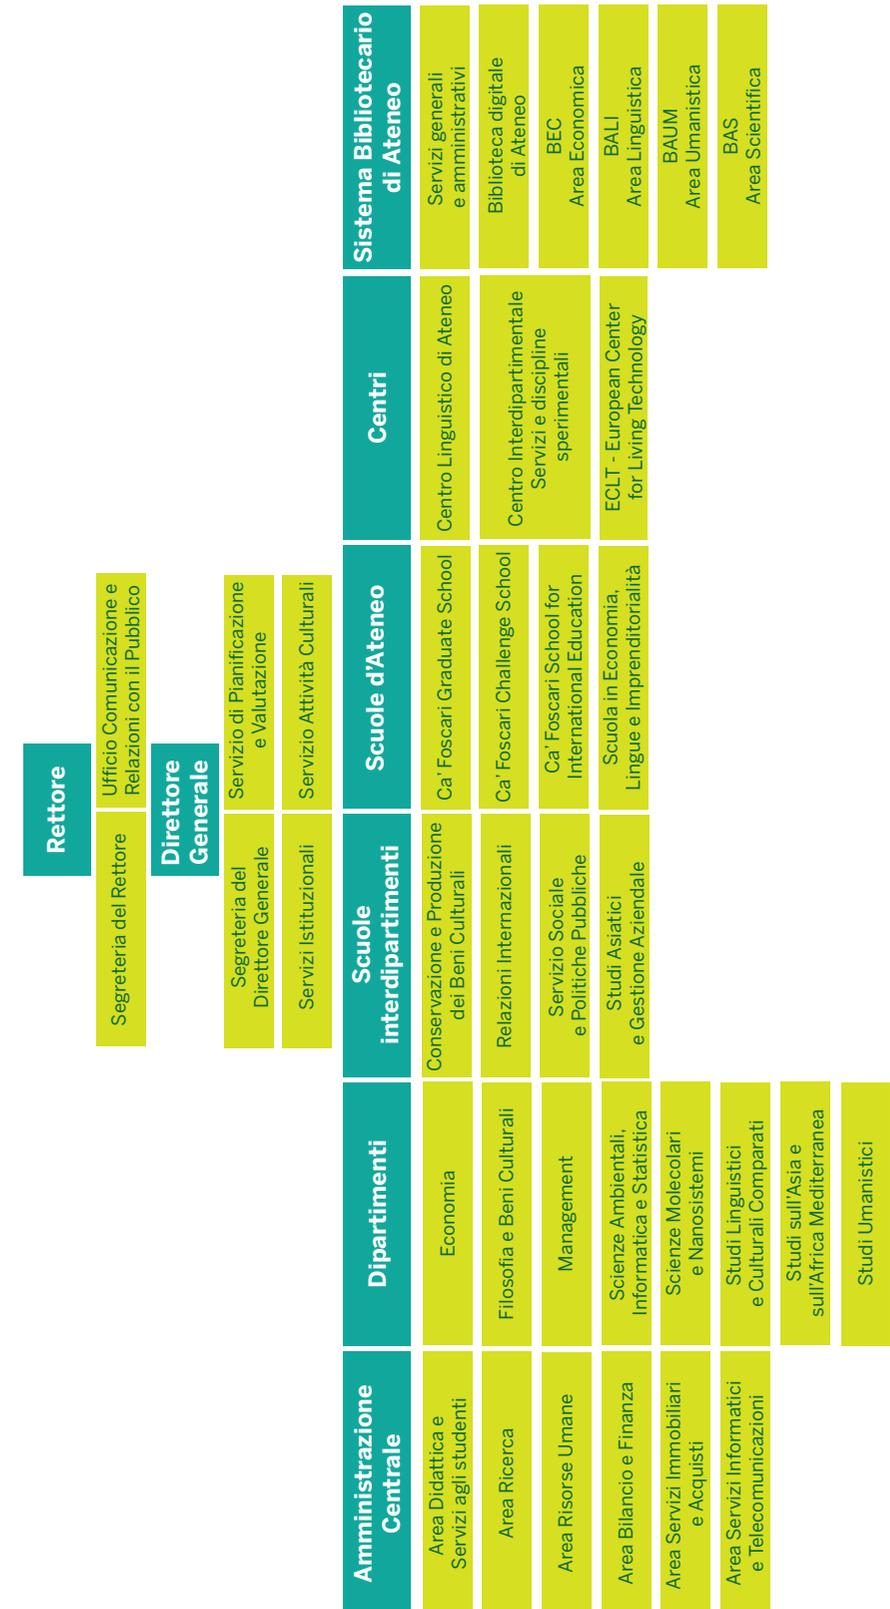 Rettore
Segreteria del Rettore
Ufficio Comunicazione e
Relazioni con il Pubblico
Direttore
Generale
Segreteria del
Direttore Generale
Servizio di Pianificazione
e Valutazione
Servizi Istituzionali
Servizio Attività Culturali
Amministrazione
Centrale
Area Didattica e
Servizi agli studenti
Area Ricerca
Area Risorse Umane
Area Bilancio e Finanza
Area Servizi Immobiliari
e Acquisti
Area Servizi Informatici
e Telecomunicazioni
Dipartimenti
Economia
Filosofia e Beni Culturali
Management
Scienze Ambientali,
Informatica e Statistica
Scienze Molecolari
e Nanosistemi
Studi Linguistici
e Culturali Comparati
Studi sull'Asia e
sull'Africa Mediterranea
Studi Umanistici
Scuole
interdipartimenti
Conservazione e Produzione
dei Beni Culturali
Relazioni Internazionali
Servizio Sociale
e Politiche Pubbliche
Studi Asiatici
e Gestione Aziendale
Scuole d'Ateneo
Ca' Foscari Graduate School
Ca' Foscari Challenge School
Ca' Foscari School for
International Education
Scuola in Economia,
Lingue e Imprenditorialità
Centri
Centro Linguistico di Ateneo
Centro Interdipartimentale
Servizi e discipline
sperimentali
ECLT - European Center
for Living Technology
Sistema Bibliotecario
di Ateneo
Servizi generali
e amministrativi
Biblioteca digitale
di Ateneo
BEC
Area Economica
BALI
Area Linguistica
BAUM
Area Umanistica
BAS
Area Scientifica